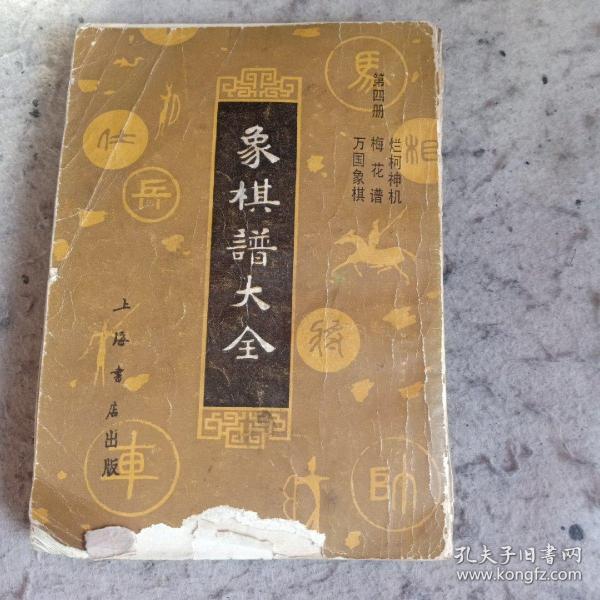 象棋譜大全
第四册
烂柯神机
梅花谱
万国象棋
上海书店出版
馬
仕
相
兵
車
帥
孔夫子旧書网
www.kongfz.com